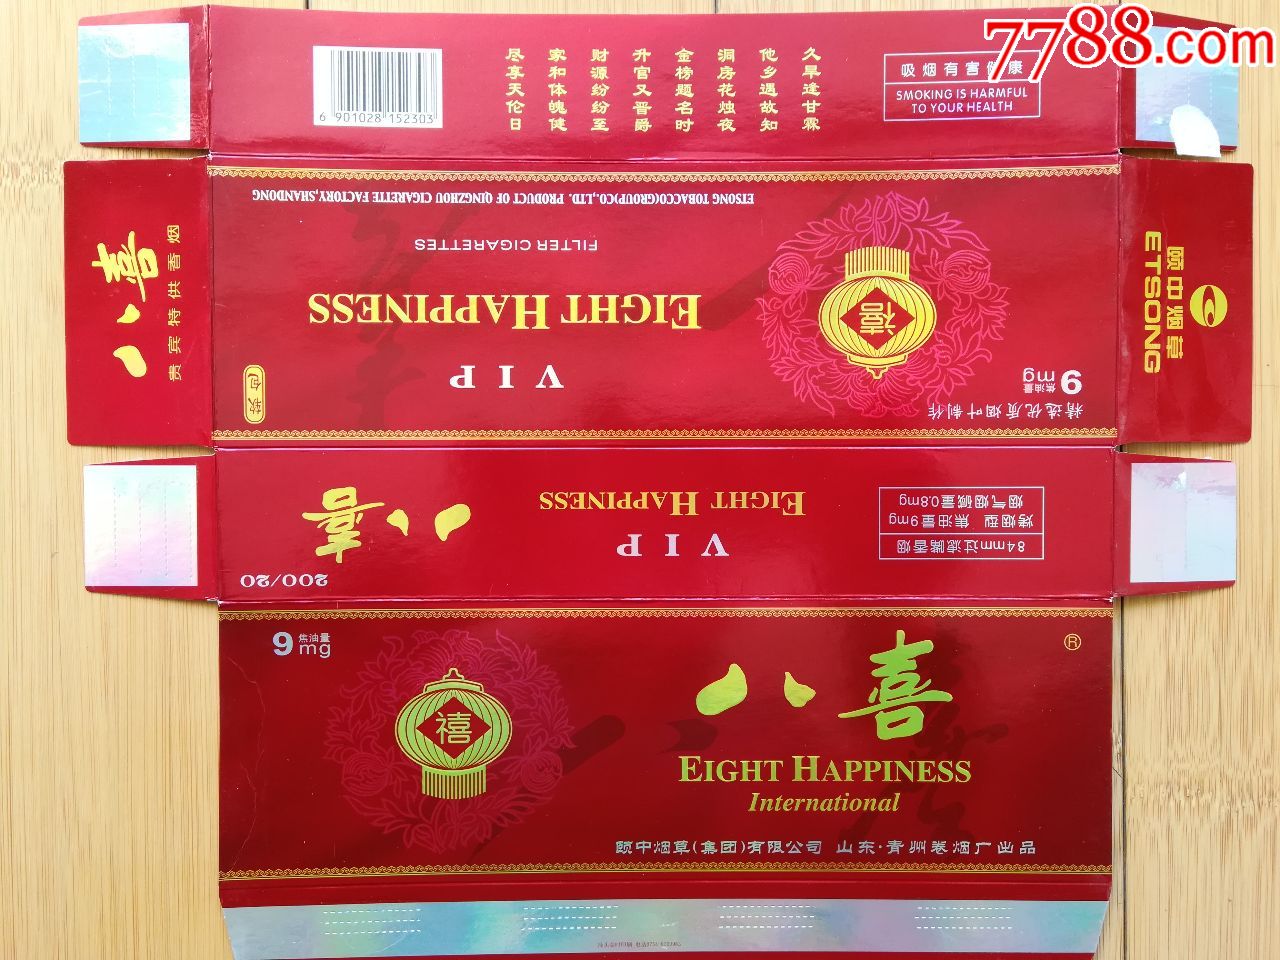 7788.com
久旱逢甘霖
他乡遇故知
洞房花烛夜
金榜题名时
升官又晋爵
财源纷纷至
家和体魄健
尽享天伦日
吸烟有害健康
SMOKING IS HARMFUL
TO YOUR HEALTH
6 901028 152303
八喜
贵宾特供香烟
ETSONG TOBACCO(GROUP)CO.,LTD. PRODUCT OF QINGZHOU CIGARETTE FACTORY,SHANDONG
FILTER CIGARETTES
EIGHT HAPPINESS
VIP
软包
禧
精选优质烟叶制作
焦油量
9mg
颐中烟草
ETSONG
84mm过滤嘴香烟
烤烟型 焦油量9mg
烟气烟碱量0.8mg
VIP
EIGHT HAPPINESS
八喜
200/20
焦油量
9mg
禧
八喜
®
EIGHT HAPPINESS
International
颐中烟草(集团)有限公司 山东·青州卷烟厂出品